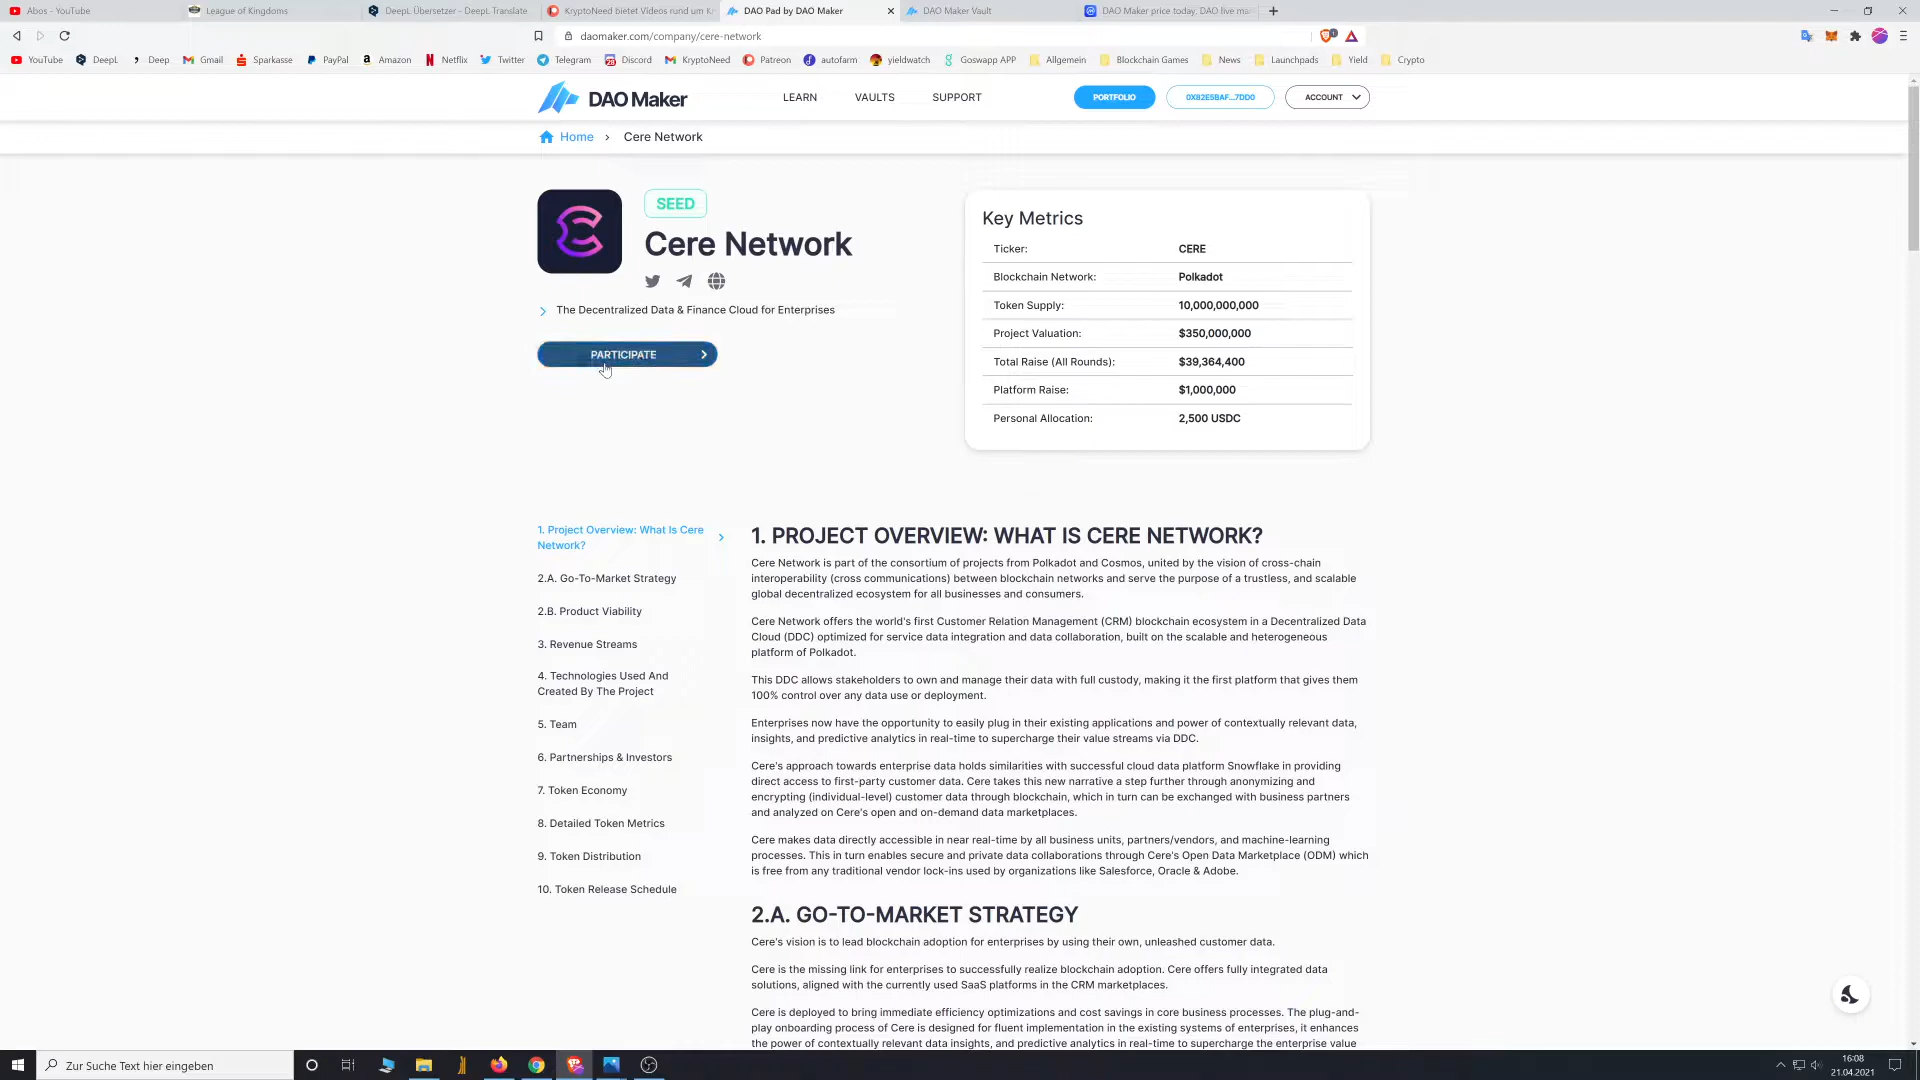 Abos - YouTube
League of Kingdoms
DeepL Übersetzer - DeepL Translate
KryptoNeed bietet Videos rund um K
DAO Pad by DAO Maker
DAO Maker Vault
DAO Maker price today, DAO live ma
daomaker.com/company/cere-network
YouTube
DeepL
Deep
Gmail
Sparkasse
PayPal
Amazon
Netflix
Twitter
Telegram
Discord
KryptoNeed
Patreon
autofarm
yieldwatch
Goswapp APP
Allgemein
Blockchain Games
News
Launchpads
Yield
Crypto
DAO Maker
LEARN
VAULTS
SUPPORT
PORTFOLIO
0X82E5BAF...7DD0
ACCOUNT
Home > Cere Network
SEED
Cere Network
The Decentralized Data & Finance Cloud for Enterprises
PARTICIPATE
Key Metrics
Ticker: CERE
Blockchain Network: Polkadot
Token Supply: 10,000,000,000
Project Valuation: $350,000,000
Total Raise (All Rounds): $39,364,400
Platform Raise: $1,000,000
Personal Allocation: 2,500 USDC
1. Project Overview: What Is Cere
Network?
2.A. Go-To-Market Strategy
2.B. Product Viability
3. Revenue Streams
4. Technologies Used And
Created By The Project
5. Team
6. Partnerships & Investors
7. Token Economy
8. Detailed Token Metrics
9. Token Distribution
10. Token Release Schedule
1. PROJECT OVERVIEW: WHAT IS CERE NETWORK?
Cere Network is part of the consortium of projects from Polkadot and Cosmos, united by the vision of cross-chain
interoperability (cross communications) between blockchain networks and serve the purpose of a trustless, and scalable
global decentralized ecosystem for all businesses and consumers.
Cere Network offers the world's first Customer Relation Management (CRM) blockchain ecosystem in a Decentralized Data
Cloud (DDC) optimized for service data integration and data collaboration, built on the scalable and heterogeneous
platform of Polkadot.
This DDC allows stakeholders to own and manage their data with full custody, making it the first platform that gives them
100% control over any data use or deployment.
Enterprises now have the opportunity to easily plug in their existing applications and power of contextually relevant data,
insights, and predictive analytics in real-time to supercharge their value streams via DDC.
Cere's approach towards enterprise data holds similarities with successful cloud data platform Snowflake in providing
direct access to first-party customer data. Cere takes this new narrative a step further through anonymizing and
encrypting (individual-level) customer data through blockchain, which in turn can be exchanged with business partners
and analyzed on Cere's open and on-demand data marketplaces.
Cere makes data directly accessible in near real-time by all business units, partners/vendors, and machine-learning
processes. This in turn enables secure and private data collaborations through Cere's Open Data Marketplace (ODM) which
is free from any traditional vendor lock-ins used by organizations like Salesforce, Oracle & Adobe.
2.A. GO-TO-MARKET STRATEGY
Cere's vision is to lead blockchain adoption for enterprises by using their own, unleashed customer data.
Cere is the missing link for enterprises to successfully realize blockchain adoption. Cere offers fully integrated data
solutions, aligned with the currently used SaaS platforms in the CRM marketplaces.
Cere is deployed to bring immediate efficiency optimizations and cost savings in core business processes. The plug-and-
play onboarding process of Cere is designed for fluent implementation in the existing systems of enterprises, it enhances
the power of contextually relevant data insights, and predictive analytics in real-time to supercharge the enterprise value
Zur Suche Text hier eingeben
16:08
21.04.2021